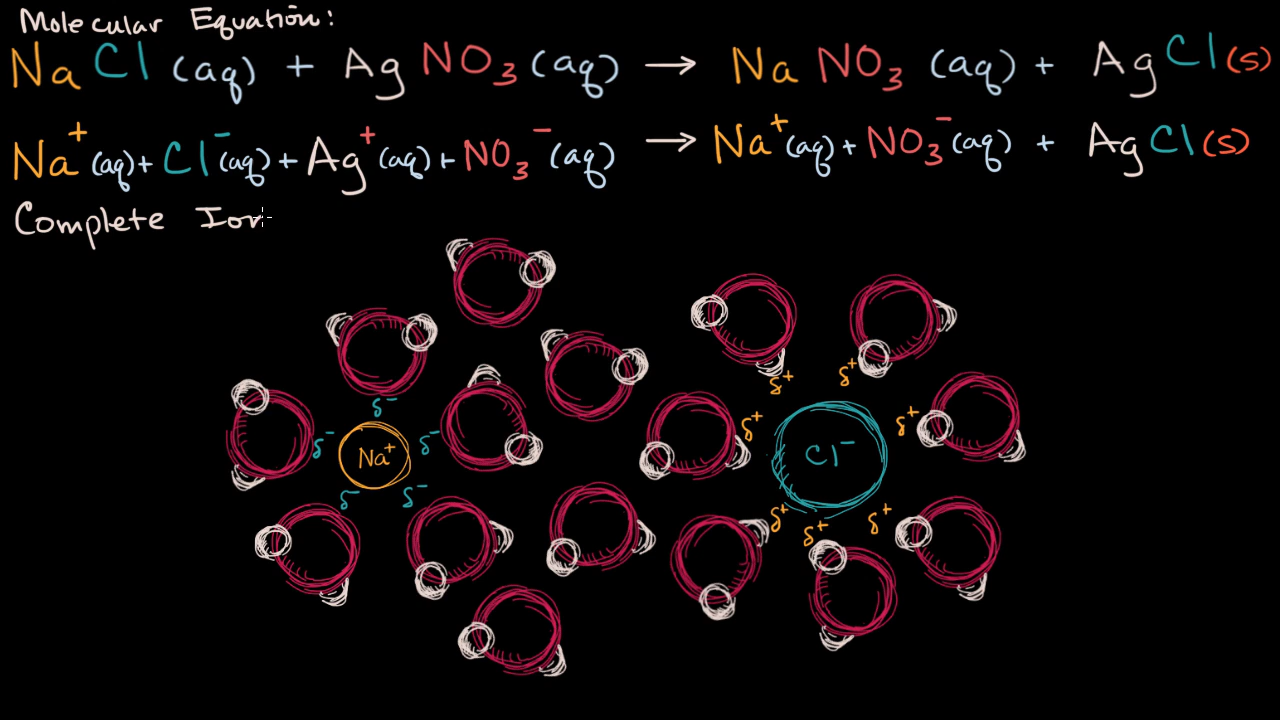 Molecular Equation:
NaCl (aq) + AgNO₃ (aq) → NaNO₃ (aq) + AgCl (s)
Na⁺ (aq) + Cl⁻ (aq) + Ag⁺ (aq) + NO₃⁻ (aq) → Na⁺ (aq) + NO₃⁻ (aq) + AgCl (s)
Complete Ion
δ⁺ δ⁺
δ⁻ δ⁺ δ⁺
δ⁻ Na⁺ δ⁻ Cl⁻
δ⁻ δ⁻ δ⁺ δ⁺ δ⁺